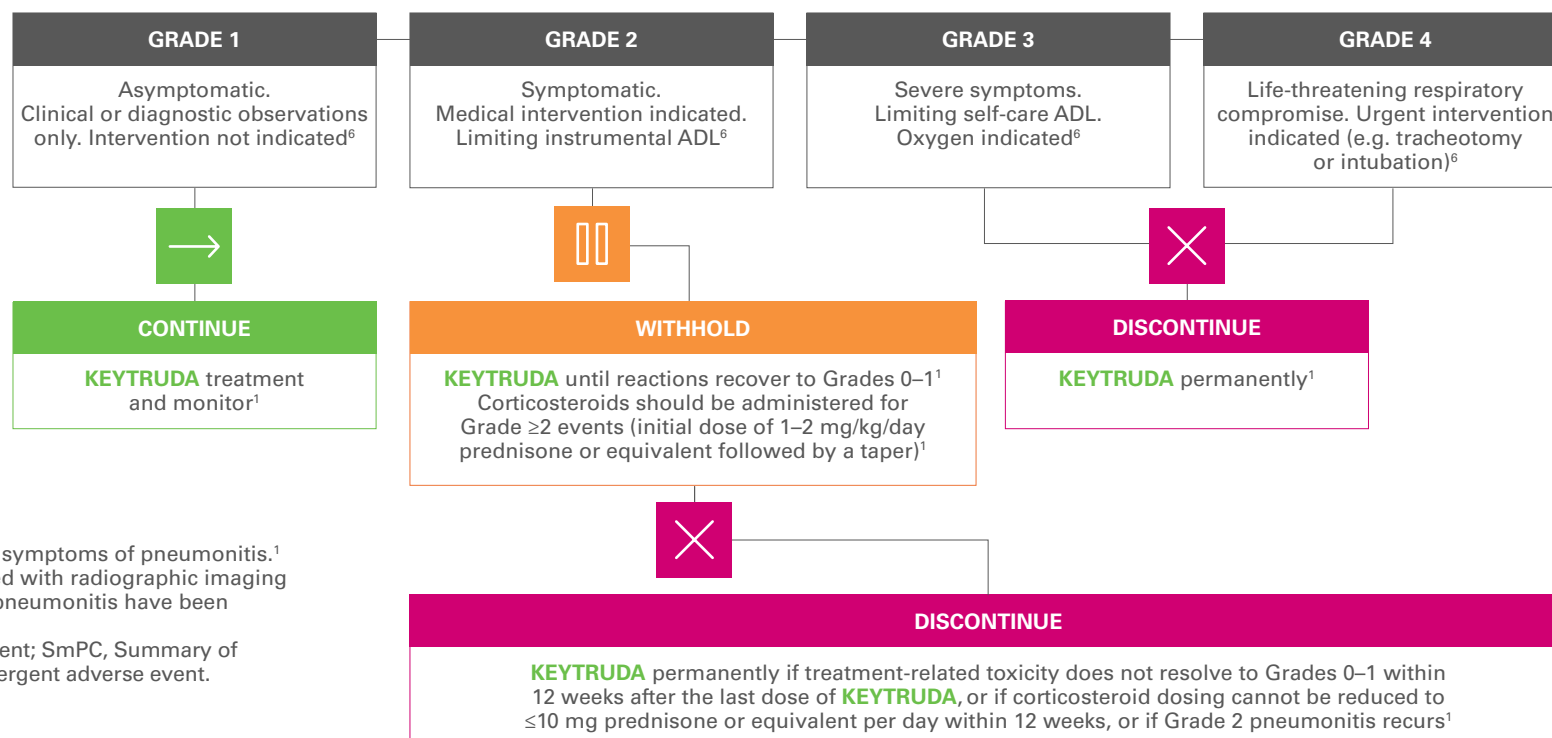 GRADE 1
Asymptomatic.
Clinical or diagnostic observations
only. Intervention not indicated⁶
GRADE 2
Symptomatic.
Medical intervention indicated.
Limiting instrumental ADL⁶
GRADE 3
Severe symptoms.
Limiting self-care ADL.
Oxygen indicated⁶
GRADE 4
Life-threatening respiratory
compromise. Urgent intervention
indicated (e.g. tracheotomy
or intubation)⁶
CONTINUE
KEYTRUDA treatment
and monitor¹
WITHHOLD
KEYTRUDA until reactions recover to Grades 0–1¹
Corticosteroids should be administered for
Grade ≥2 events (initial dose of 1–2 mg/kg/day
prednisone or equivalent followed by a taper)¹
DISCONTINUE
KEYTRUDA permanently¹
symptoms of pneumonitis.¹
ed with radiographic imaging
pneumonitis have been
ent; SmPC, Summary of
ergent adverse event.
DISCONTINUE
KEYTRUDA permanently if treatment-related toxicity does not resolve to Grades 0–1 within
12 weeks after the last dose of KEYTRUDA, or if corticosteroid dosing cannot be reduced to
≤10 mg prednisone or equivalent per day within 12 weeks, or if Grade 2 pneumonitis recurs¹